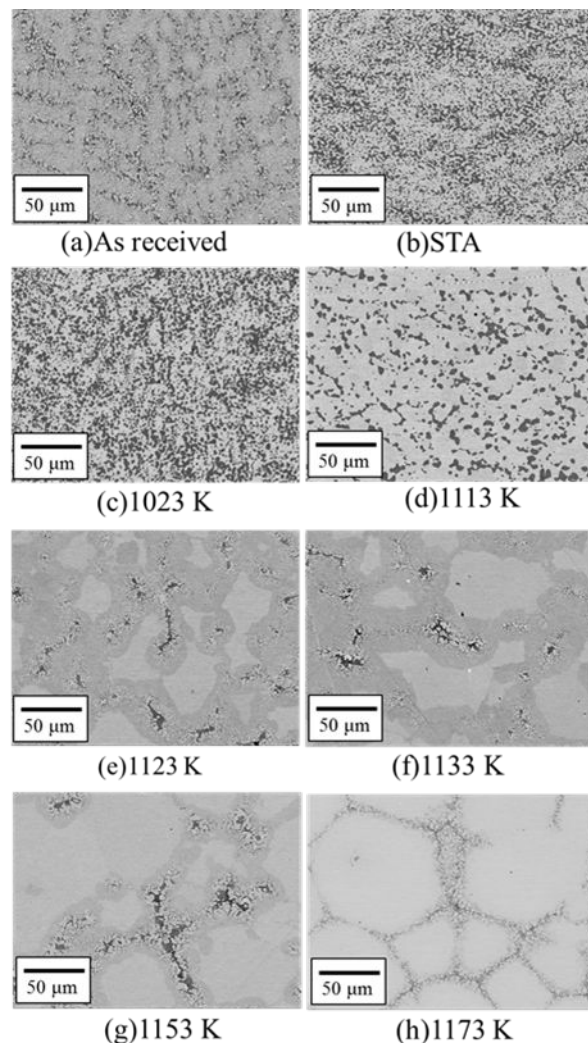 50 µm
50 µm
(a)As received
(b)STA
50 µm
50 µm
(c)1023 K
(d)1113 K
50 µm
50 µm
(e)1123 K
(f)1133 K
50 µm
50 µm
(g)1153 K
(h)1173 K